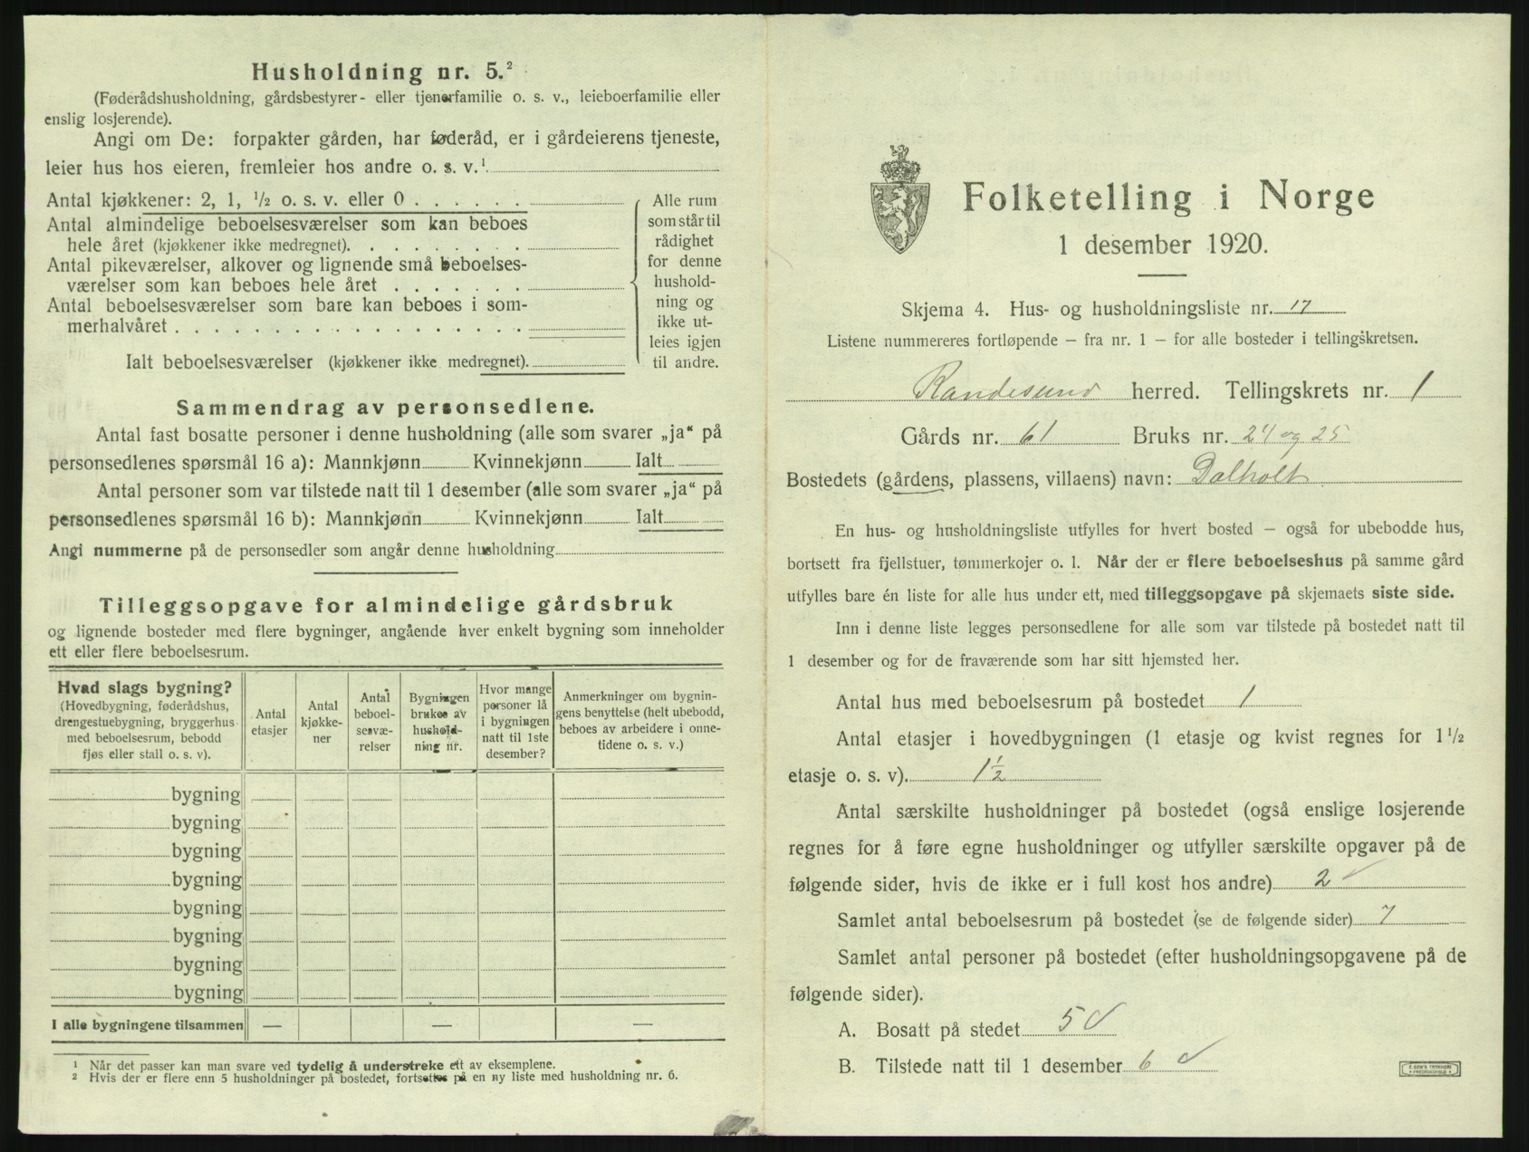 Husholdning nr. 5.²
(Føderådshusholdning, gårdsbestyrer- eller tjenerfamilie o. s. v., leieboerfamilie eller
enslig losjerende).
Angi om De: forpakter gården, har føderåd, er i gårdeierens tjeneste,
leier hus hos eieren, fremleier hos andre o. s. v.¹
Antal kjøkkener: 2, 1, ½ o. s. v. eller 0
Antal almindelige beboelsesværelser som kan beboes
hele året (kjøkkener ikke medregnet).
Antal pikeværelser, alkover og lignende små beboelses-
værelser som kan beboes hele året
Antal beboelsesværelser som bare kan beboes i som-
merhalvåret
Ialt beboelsesværelser (kjøkkener ikke medregnet).
Alle rum
som står til
rådighet
for denne
hushold-
ning og
ikke ut-
leies igjen
til andre.
Sammendrag av personsedlene.
Antal fast bosatte personer i denne husholdning (alle som svarer „ja“ på
personsedlenes spørsmål 16 a): Mannkjønn Kvinnekjønn Ialt
Antal personer som var tilstede natt til 1 desember (alle som svarer „ja“ på
personsedlenes spørsmål 16 b): Mannkjønn Kvinnekjønn Ialt
Angi nummerne på de personsedler som angår denne husholdning
Tilleggsopgave for almindelige gårdsbruk
og lignende bosteder med flere bygninger, angående hver enkelt bygning som inneholder
ett eller flere beboelsesrum.
Hvad slags bygning?
(Hovedbygning, føderådshus,
drengestuebygning, bryggerhus
med beboelsesrum, bebodd
fjøs eller stall o. s. v).
Antal
etasjer
Antal
kjøkke-
ner
Antal
beboel-
sesvæ-
relser
Bygningen
brukes av
hushold-
ning nr.
Hvor mange
personer lå
i bygningen
natt til 1ste
desember?
Anmerkninger om bygnin-
gens benyttelse (helt ubebodd,
beboes av arbeidere i onne-
tidene o. s. v.)
bygning
bygning
bygning
bygning
bygning
bygning
bygning
bygning
I alle bygningene tilsammen — — —
¹ Når det passer kan man svare ved tydelig å understreke ett av eksemplene.
² Hvis der er flere enn 5 husholdninger på bostedet, fortsettes på en ny liste med husholdning nr. 6.
Folketelling i Norge
1 desember 1920.
Skjema 4. Hus- og husholdningsliste nr. 17
Listene nummereres fortløpende – fra nr. 1 – for alle bosteder i tellingskretsen.
Randesund herred. Tellingskrets nr. 1
Gårds nr. 61 Bruks nr. 24 og 25
Bostedets (gårdens, plassens, villaens) navn: Dalholt
En hus- og hnsholdningsliste utfylles for hvert bosted – også for ubebodde hus,
bortsett fra fjellstuer, tømmerkojer o. l. Når der er flere beboelseshus på samme gård
utfylles bare én liste for alle hus under ett, med tilleggsopgave på skjemaets siste side.
Inn i denne liste legges personsedlene for alle som var tilstede på bostedet natt til
1 desember og for de fraværende som har sitt hjemsted her.
Antal hus med beboelsesrum på bostedet 1
Antal etasjer i hovedbygningen (1 etasje og kvist regnes for 1½
etasje o. s. v). 1½
Antal særskilte husholdninger på bostedet (også enslige losjerende
regnes for å føre egne husholdninger og utfyller særskilte opgaver på de
følgende sider, hvis de ikke er i full kost hos andre) 2 ✓
Samlet antal beboelsesrum på bostedet (se de følgende sider) 7
Samlet antal personer på bostedet (efter husholdningsopgavene på de
følgende sider).
A. Bosatt på stedet 5 ✓
B. Tilstede natt til 1 desember 6 ✓